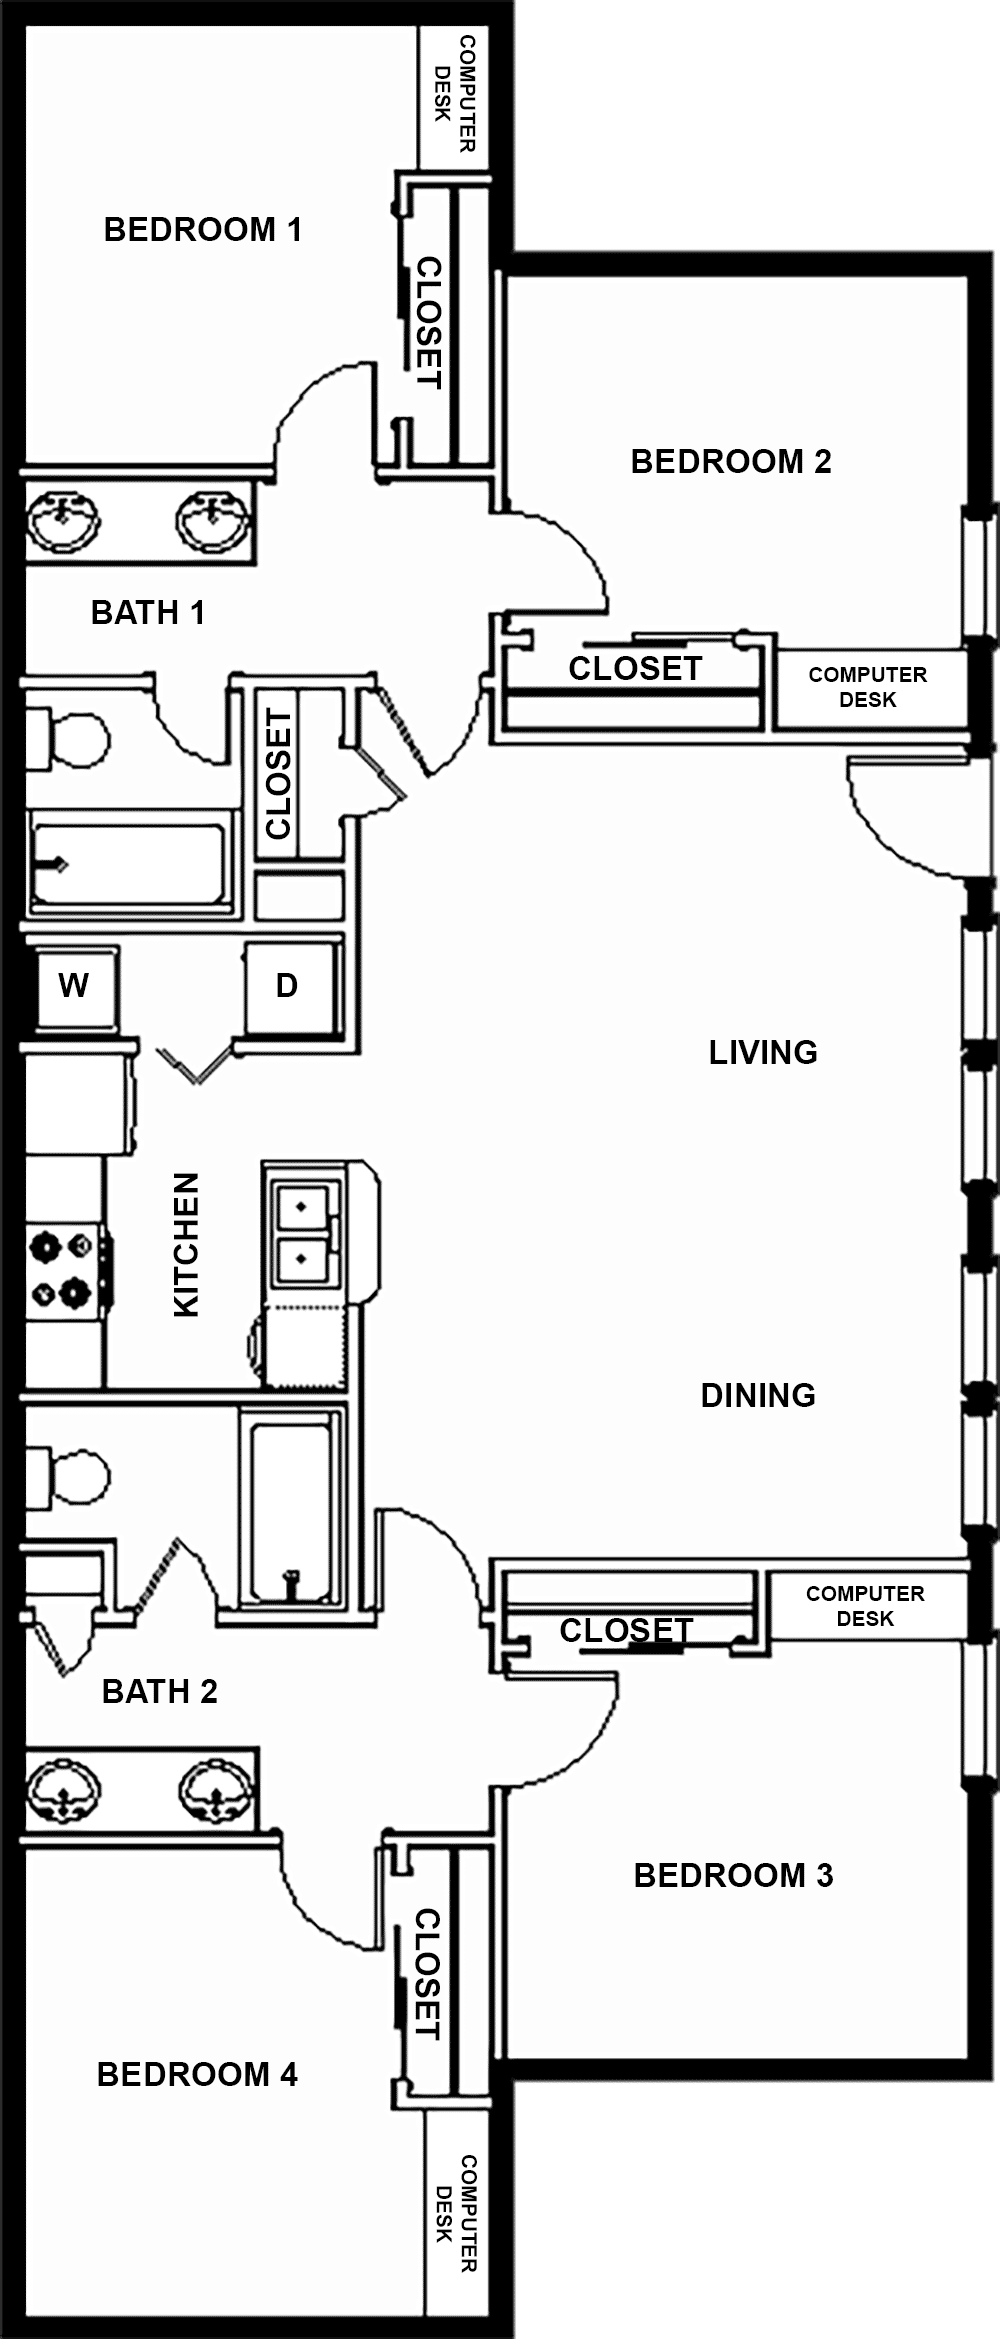 COMPUTER
DESK
BEDROOM 1
CLOSET
BEDROOM 2
BATH 1
CLOSET
COMPUTER
DESK
CLOSET
W
D
LIVING
KITCHEN
DINING
COMPUTER
DESK
CLOSET
BATH 2
BEDROOM 3
CLOSET
BEDROOM 4
COMPUTER
DESK